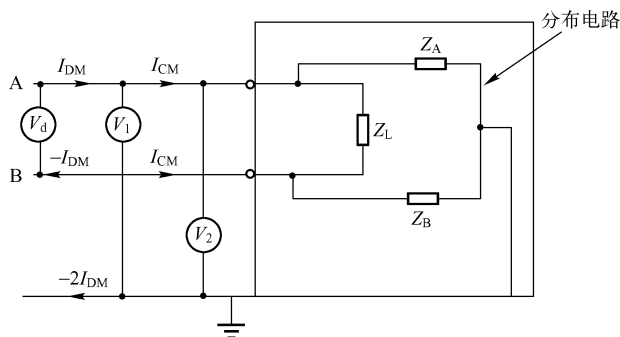 分布电路
Z_A
A
I_DM
I_CM
V_d
V_1
Z_L
−I_DM
I_CM
B
Z_B
V_2
−2I_DM